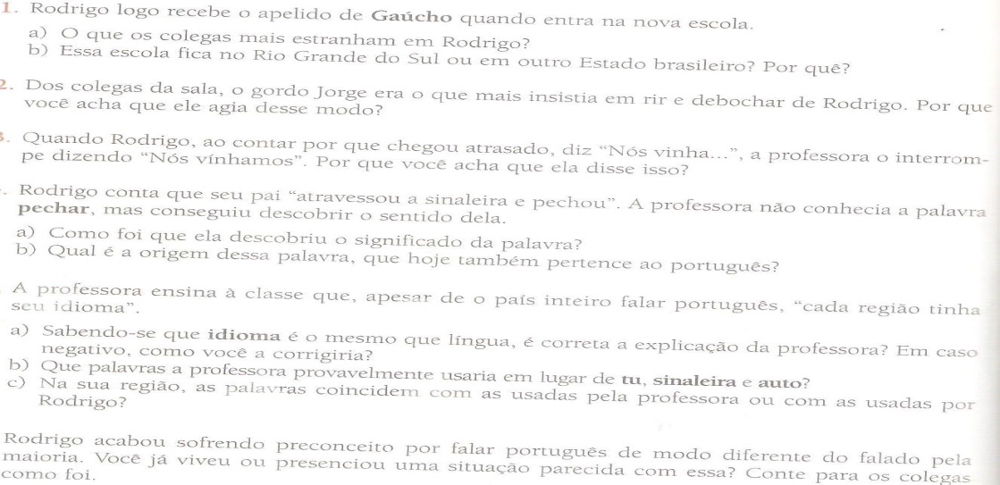 1. Rodrigo logo recebe o apelido de Gaúcho quando entra na nova escola.
a) O que os colegas mais estranham em Rodrigo?
b) Essa escola fica no Rio Grande do Sul ou em outro Estado brasileiro? Por quê?
2. Dos colegas da sala, o gordo Jorge era o que mais insistia em rir e debochar de Rodrigo. Por que
você acha que ele agia desse modo?
3. Quando Rodrigo, ao contar por que chegou atrasado, diz “Nós vinha...”, a professora o interrom-
pe dizendo “Nós vínhamos”. Por que você acha que ela disse isso?
. Rodrigo conta que seu pai “atravessou a sinaleira e pechou”. A professora não conhecia a palavra
pechar, mas conseguiu descobrir o sentido dela.
a) Como foi que ela descobriu o significado da palavra?
b) Qual é a origem dessa palavra, que hoje também pertence ao português?
. A professora ensina à classe que, apesar de o país inteiro falar português, “cada região tinha
seu idioma”.
a) Sabendo-se que idioma é o mesmo que língua, é correta a explicação da professora? Em caso
negativo, como você a corrigiria?
b) Que palavras a professora provavelmente usaria em lugar de tu, sinaleira e auto?
c) Na sua região, as palavras coincidem com as usadas pela professora ou com as usadas por
Rodrigo?
Rodrigo acabou sofrendo preconceito por falar português de modo diferente do falado pela
maioria. Você já viveu ou presenciou uma situação parecida com essa? Conte para os colegas
como foi.